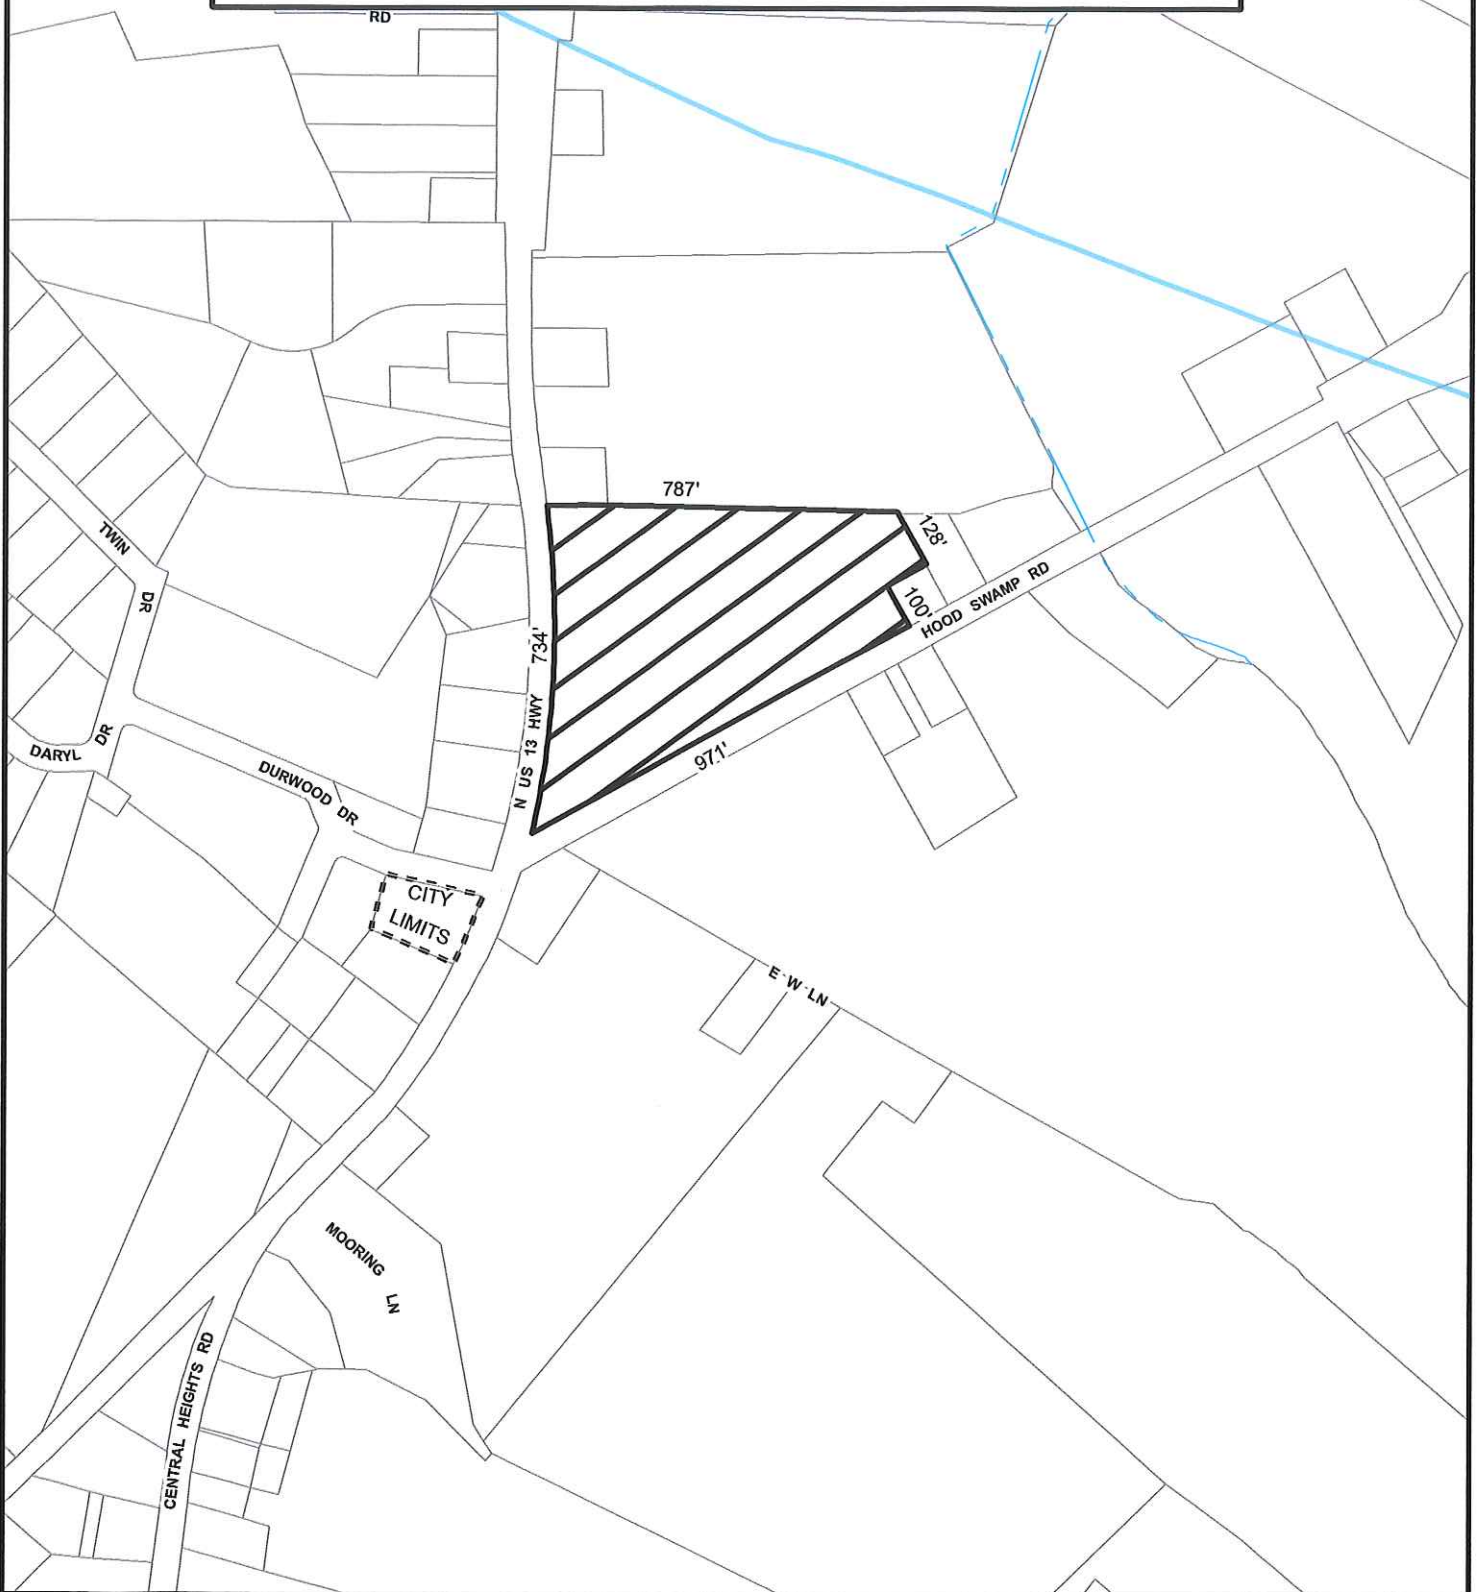 RD
787'
128'
TWIN
DR
100'
HOOD SWAMP RD
734'
N US 13 HWY
DARYL
DR
971'
DURWOOD DR
CITY
LIMITS
E W LN
MOORING
LN
CENTRAL HEIGHTS RD